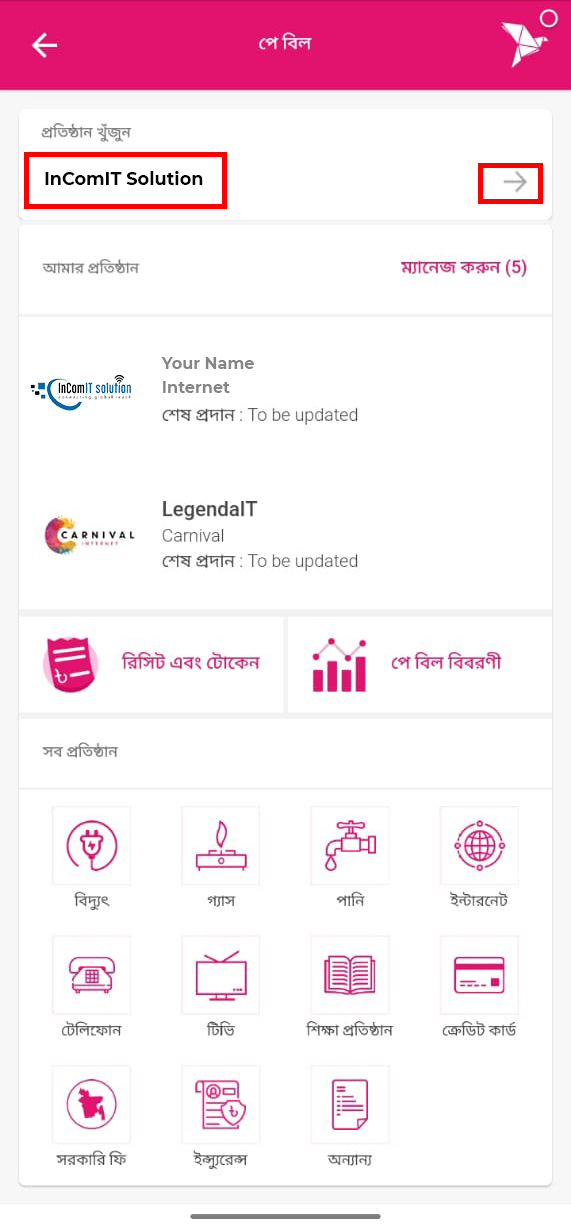 পে বিল
প্রতিষ্ঠান খুঁজুন
InComIT Solution
আমার প্রতিষ্ঠান
ম্যানেজ করুন (5)
InComIT solution
connecting global reach
Your Name
Internet
শেষ প্রদান : To be updated
CARNIVAL
INTERNET
LegendaIT
Carnival
শেষ প্রদান : To be updated
রিসিট এবং টোকেন
পে বিল বিবরণী
সব প্রতিষ্ঠান
বিদ্যুৎ
গ্যাস
পানি
ইন্টারনেট
টেলিফোন
টিভি
শিক্ষা প্রতিষ্ঠান
ক্রেডিট কার্ড
সরকারি ফি
ইন্স্যুরেন্স
অন্যান্য